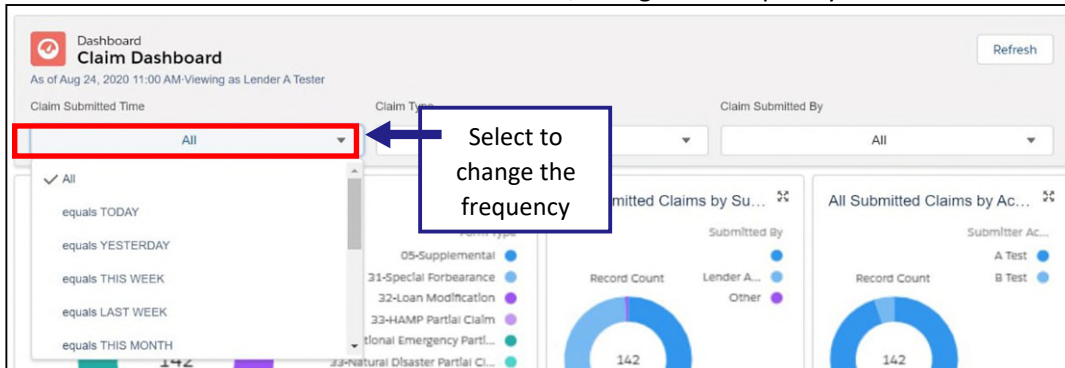 Dashboard
Claim Dashboard
Refresh
As of Aug 24, 2020 11:00 AM·Viewing as Lender A Tester
Claim Submitted Time
Claim
Claim Submitted By
All
All
Select to
change the
frequency
All
equals TODAY
equals YESTERDAY
equals THIS WEEK
equals LAST WEEK
equals THIS MONTH
05-Supplemental
31-Special Forbearance
32-Loan Modification
33-HAMP Partial Claim
tional Emergency Parti...
33-Natural Disaster Partial Cl...
142
mitted Claims by Su...
Submitted By
Record Count
Lender A...
Other
142
All Submitted Claims by Ac...
Submitter Ac...
A Test
Record Count
B Test
142